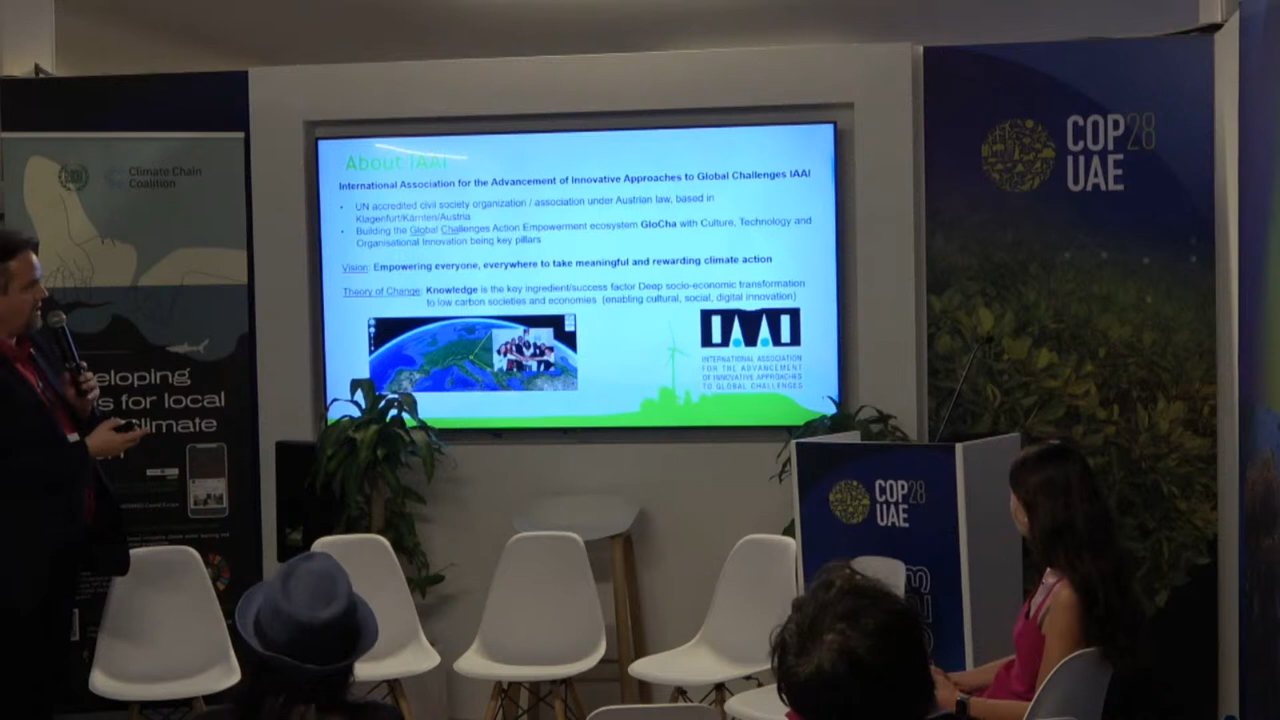 About IAAI
International Association for the Advancement of Innovative Approaches to Global Challenges IAAI
• UN accredited civil society organization / association under Austrian law, based in
Klagenfurt/Kärnten/Austria
• Building the Global Challenges Action Empowerment ecosystem GloCha with Culture, Technology and
Organisational Innovation being key pillars
Vision: Empowering everyone, everywhere to take meaningful and rewarding climate action
Theory of Change: Knowledge is the key ingredient/success factor Deep socio-economic transformation
to low carbon societies and economies (enabling cultural, social, digital innovation)
IAAI
INTERNATIONAL ASSOCIATION
FOR THE ADVANCEMENT
OF INNOVATIVE APPROACHES
TO GLOBAL CHALLENGES
Climate Chain
Coalition
eloping
s for local
limate
COP28
UAE
COP28
UAE